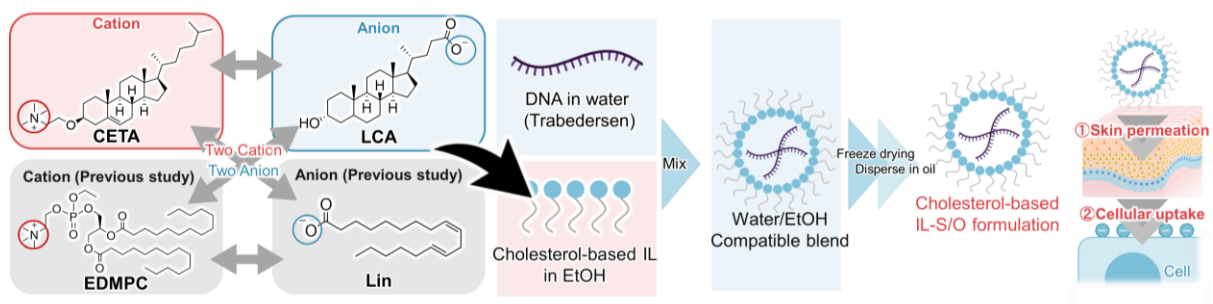 Cation
CETA
N
+
O
H
H
H
Anion
LCA
O
O
-
HO
H
H
H
Two Cation
Two Anion
Cation (Previous study)
EDMPC
N
+
O
O
P
O
O
O
O
O
O
Anion (Previous study)
Lin
O
-
O
DNA in water
(Trabedersen)
Cholesterol-based IL
in EtOH
Mix
Water/EtOH
Compatible blend
Freeze drying
Disperse in oil
Cholesterol-based
IL-S/O formulation
①Skin permeation
②Cellular uptake
Cell